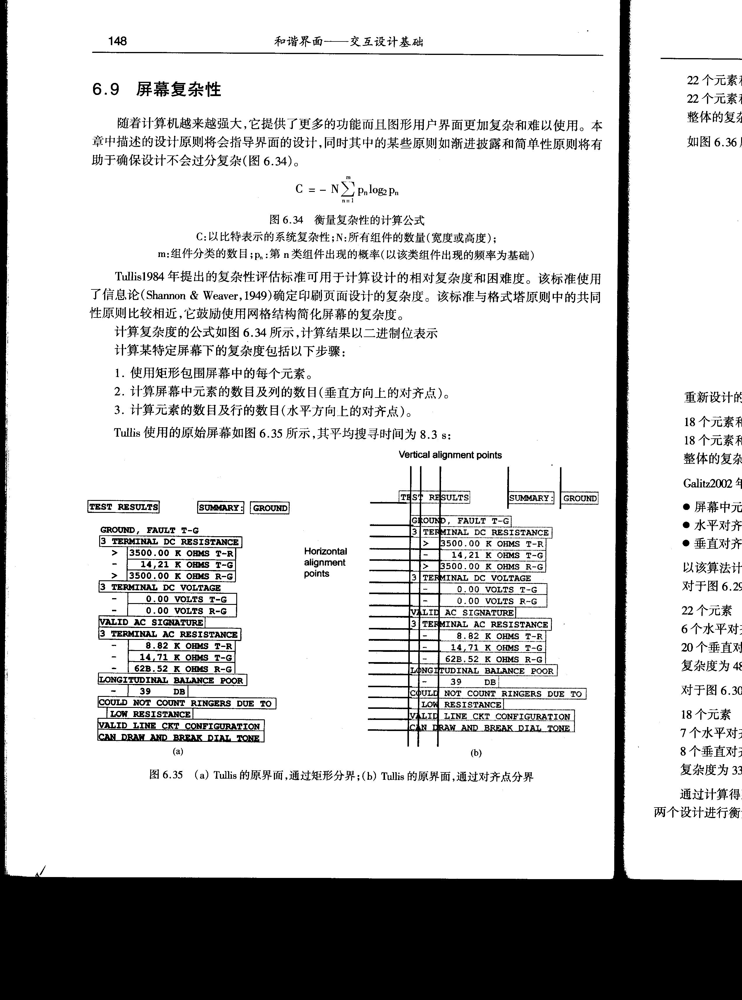 148
和谐界面——交互设计基础
6.9 屏幕复杂性
随着计算机越来越强大,它提供了更多的功能而且图形用户界面更加复杂和难以使用。本
章中描述的设计原则将会指导界面的设计,同时其中的某些原则如渐进披露和简单性原则将有
助于确保设计不会过分复杂(图 6.34)。
C = - N∑ pₙ log₂ pₙ
m
n = 1
图 6.34 衡量复杂性的计算公式
C:以比特表示的系统复杂性;N:所有组件的数量(宽度或高度);
m:组件分类的数目;pₙ:第 n 类组件出现的概率(以该类组件出现的频率为基础)
Tullis1984 年提出的复杂性评估标准可用于计算设计的相对复杂度和困难度。该标准使用
了信息论(Shannon & Weaver,1949)确定印刷页面设计的复杂度。该标准与格式塔原则中的共同
性原则比较相近,它鼓励使用网格结构简化屏幕的复杂度。
计算复杂度的公式如图 6.34 所示,计算结果以二进制位表示
计算某特定屏幕下的复杂度包括以下步骤:
1. 使用矩形包围屏幕中的每个元素。
2. 计算屏幕中元素的数目及列的数目(垂直方向上的对齐点)。
3. 计算元素的数目及行的数目(水平方向上的对齐点)。
Tullis 使用的原始屏幕如图 6.35 所示,其平均搜寻时间为 8.3 s:
TEST RESULTS SUMMARY: GROUND
GROUND, FAULT T-G
3 TERMINAL DC RESISTANCE
> 3500.00 K OHMS T-R
- 14,21 K OHMS T-G
> 3500.00 K OHMS R-G
3 TERMINAL DC VOLTAGE
- 0.00 VOLTS T-G
- 0.00 VOLTS R-G
VALID AC SIGNATURE
3 TERMINAL AC RESISTANCE
- 8.82 K OHMS T-R
- 14,71 K OHMS T-G
- 62B.52 K OHMS R-G
LONGITUDINAL BALANCE POOR
- 39 DB
COULD NOT COUNT RINGERS DUE TO
LOW RESISTANCE
VALID LINE CKT CONFIGURATION
CAN DRAW AND BREAK DIAL TONE
(a)
Horizontal
alignment
points
Vertical alignment points
TEST RESULTS SUMMARY: GROUND
GROUND, FAULT T-G
3 TERMINAL DC RESISTANCE
> 3500.00 K OHMS T-R
- 14,21 K OHMS T-G
> 3500.00 K OHMS R-G
3 TERMINAL DC VOLTAGE
- 0.00 VOLTS T-G
- 0.00 VOLTS R-G
VALID AC SIGNATURE
3 TERMINAL AC RESISTANCE
- 8.82 K OHMS T-R
- 14,71 K OHMS T-G
- 62B.52 K OHMS R-G
LONGITUDINAL BALANCE POOR
- 39 DB
COULD NOT COUNT RINGERS DUE TO
LOW RESISTANCE
VALID LINE CKT CONFIGURATION
CAN DRAW AND BREAK DIAL TONE
(b)
图 6.35 (a) Tullis 的原界面,通过矩形分界;(b) Tullis 的原界面,通过对齐点分界
22 个元素
22 个元素
整体的复
如图 6.36
重新设计的
18 个元素
18 个元素
整体的复杂
Galitz2002 年
● 屏幕中元
● 水平对齐
● 垂直对齐
以该算法计
对于图 6.29
22 个元素
6 个水平对
20 个垂直对
复杂度为 48
对于图 6.30
18 个元素
7 个水平对
8 个垂直对
复杂度为 33
通过计算得
两个设计进行衡